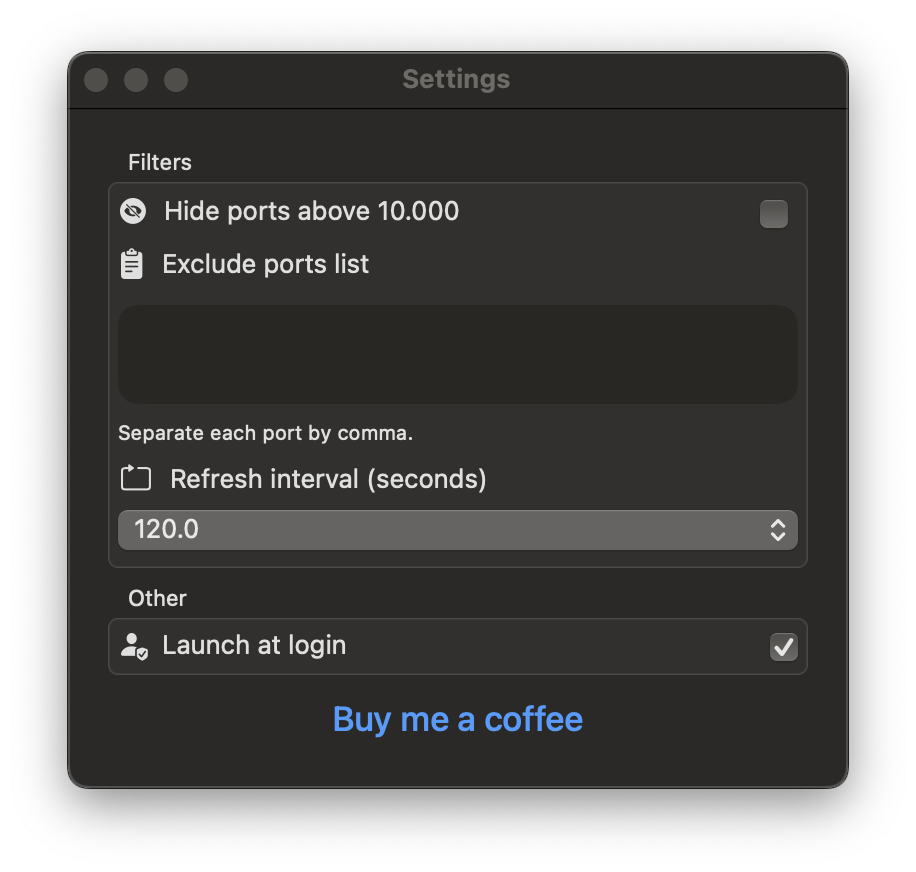 Settings
Filters
Hide ports above 10.000
Exclude ports list
Separate each port by comma.
Refresh interval (seconds)
120.0
Other
Launch at login
Buy me a coffee